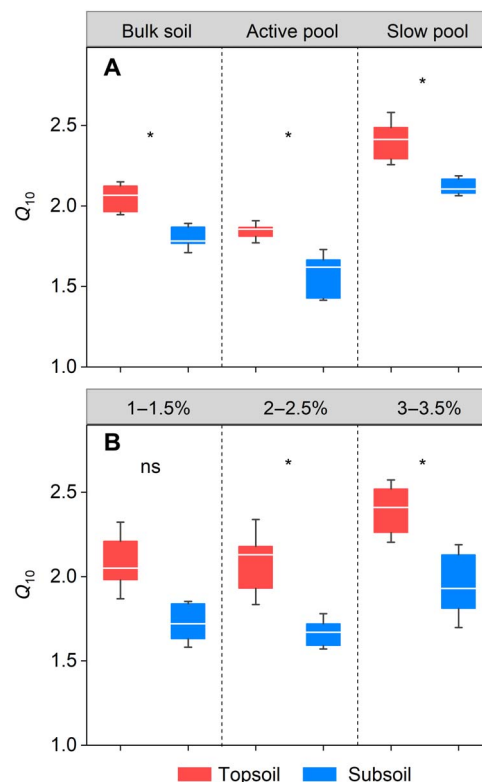 Bulk soil Active pool Slow pool
A
* * *
2.5
2.0
1.5
1.0
Q10
1–1.5% 2–2.5% 3–3.5%
B
ns * *
2.5
2.0
1.5
1.0
Q10
Topsoil Subsoil